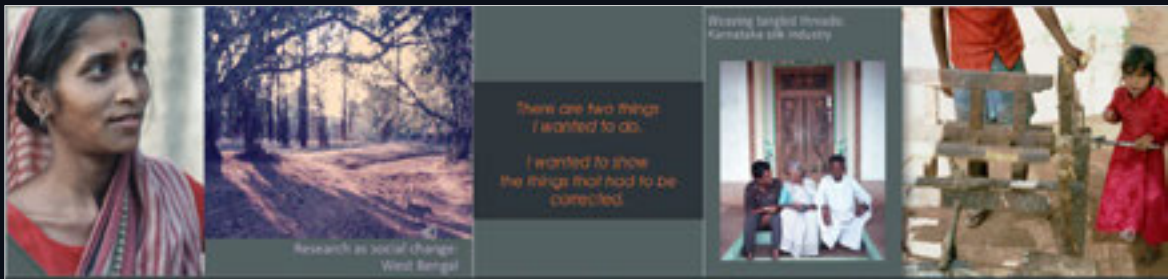 Research as social change-
West Bengal
There are two things
I wanted to do.
I wanted to show
the things that had to be
corrected.
Weaving tangled threads-
Karnataka silk industry